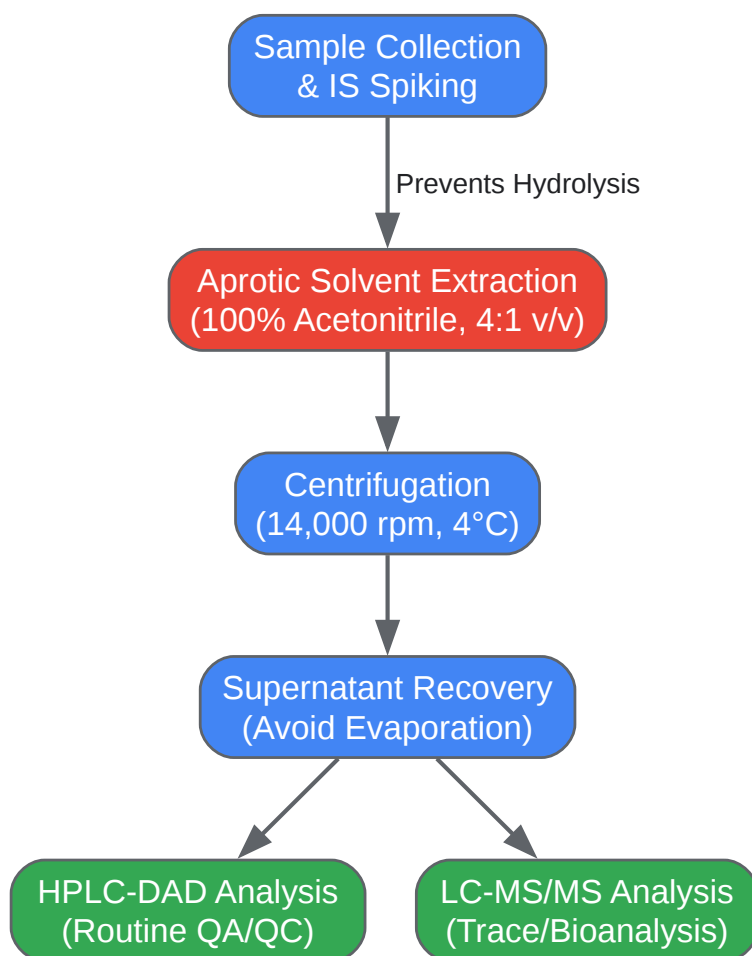 Sample Collection
& IS Spiking
Prevents Hydrolysis
Aprotic Solvent Extraction
(100% Acetonitrile, 4:1 v/v)
Centrifugation
(14,000 rpm, 4°C)
Supernatant Recovery
(Avoid Evaporation)
HPLC-DAD Analysis
(Routine QA/QC)
LC-MS/MS Analysis
(Trace/Bioanalysis)